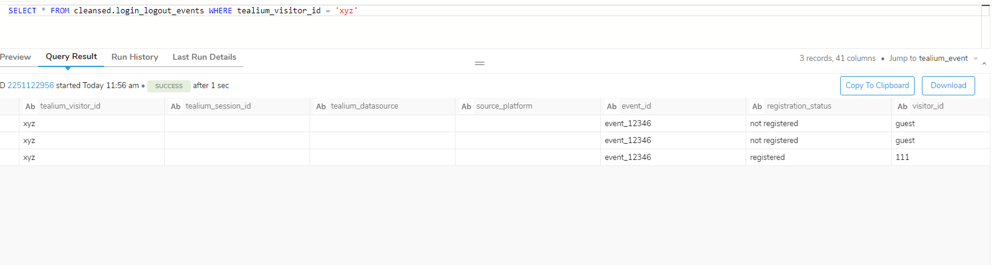 SELECT * FROM cleansed.login_logout_events WHERE tealium_visitor_id = 'xyz'
Preview Query Result Run History Last Run Details 3 records, 41 columns • Jump to tealium_event
D 2251122956 started Today 11:56 am • SUCCESS after 1 sec Copy To Clipboard Download
Ab tealium_visitor_id Ab tealium_session_id Ab tealium_datasource Ab source_platform Ab event_id Ab registration_status Ab visitor_id
xyz event_12346 not registered guest
xyz event_12346 not registered guest
xyz event_12346 registered 111